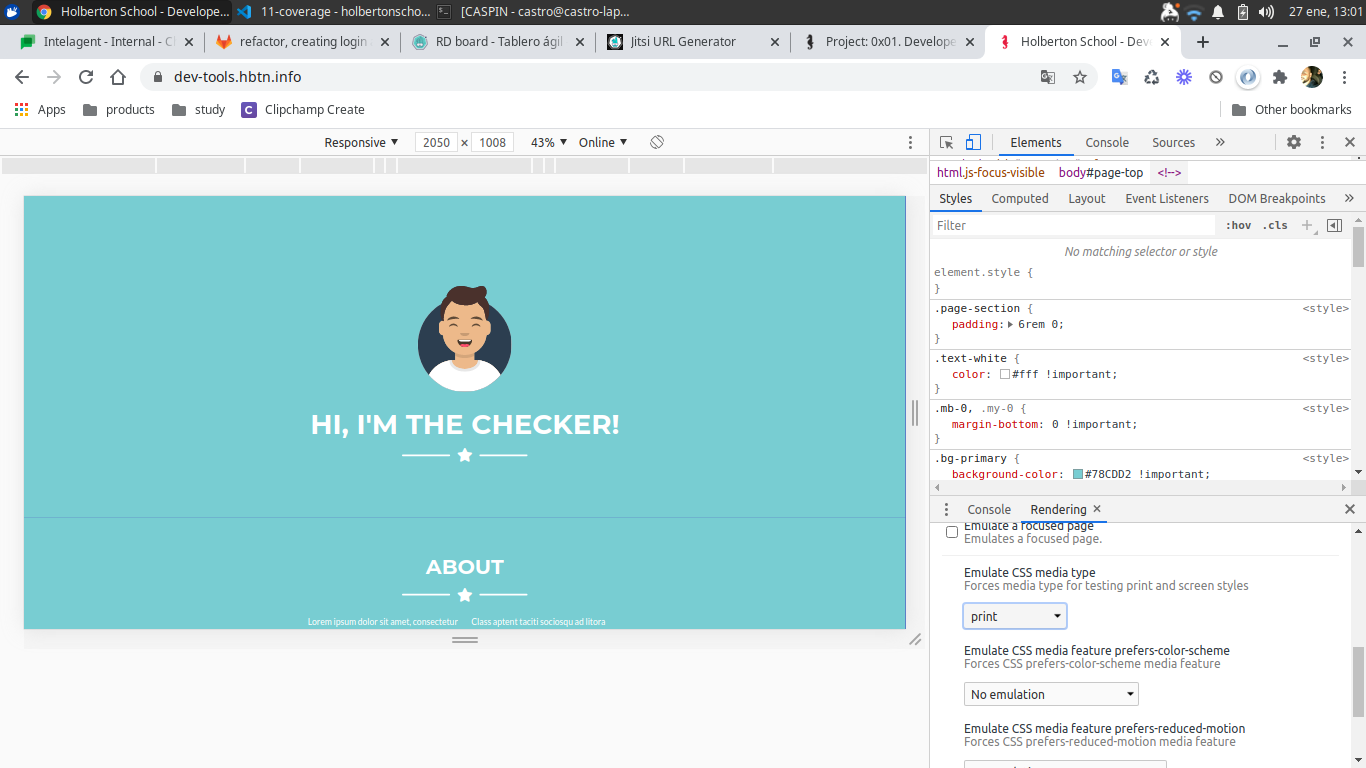 Holberton School - Develope...
11-coverage - holbertonscho...
[CASPIN - castro@castro-lap...
27 ene, 13:01
Intelagent - Internal - C
refactor, creating login
RD board - Tablero ágil
Jitsi URL Generator
Project: 0x01. Develope
Holberton School - Dev
dev-tools.hbtn.info
Apps
products
study
Clipchamp Create
Other bookmarks
Responsive
2050 × 1008
43%
Online
Elements
Console
Sources
html.js-focus-visible
body#page-top
<!-->
Styles
Computed
Layout
Event Listeners
DOM Breakpoints
Filter
:hov
.cls
No matching selector or style
element.style {
}
.page-section {
<style>
padding: 6rem 0;
}
.text-white {
<style>
color: #fff !important;
}
.mb-0, .my-0 {
<style>
margin-bottom: 0 !important;
}
.bg-primary {
<style>
background-color: #78CDD2 !important;
HI, I'M THE CHECKER!
ABOUT
Lorem ipsum dolor sit amet, consectetur
Class aptent taciti sociosqu ad litora
Console
Rendering
Emulate a focused page
Emulates a focused page.
Emulate CSS media type
Forces media type for testing print and screen styles
print
Emulate CSS media feature prefers-color-scheme
Forces CSS prefers-color-scheme media feature
No emulation
Emulate CSS media feature prefers-reduced-motion
Forces CSS prefers-reduced-motion media feature